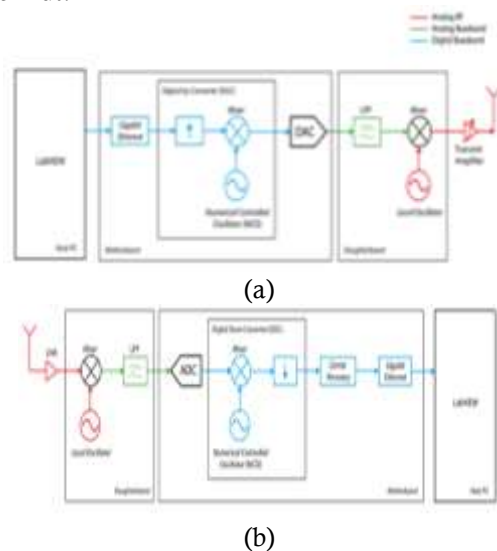 Analog RF
Analog Baseband
Digital Baseband
Digital Up Converter (DUC)
Mixer
LPF
Mixer
LabVIEW
Gigabit
Ethernet
DAC
Transmit
Amplifier
Numerical Controlled
Oscillator (NCO)
Local Oscillator
Host PC
Motherboard
Daughterboard
(a)
Digital Down Converter (DDC)
Mixer
LPF
Mixer
ADC
Gigabit
Ethernet
LabVIEW
Local Oscillator
Numerical Controlled
Oscillator (NCO)
Daughterboard
Motherboard
Host PC
(b)